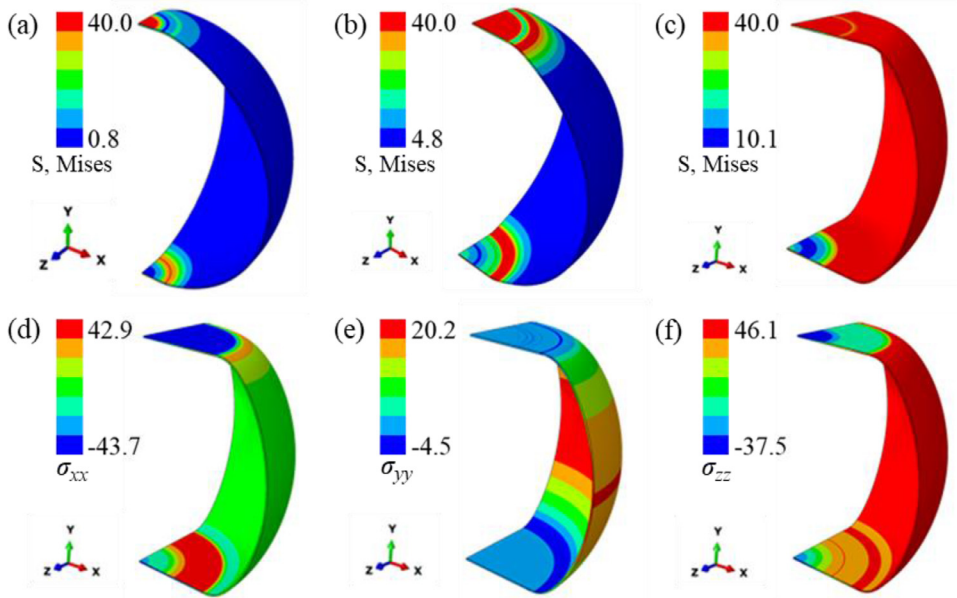 (a) 40.0 (b) 40.0 (c) 40.0
0.8 4.8 10.1
S, Mises S, Mises S, Mises
Y Y Y
Z X Z X Z X
(d) 42.9 (e) 20.2 (f) 46.1
-43.7 -4.5 -37.5
σxx σyy σzz
Y Y Y
Z X Z X Z X